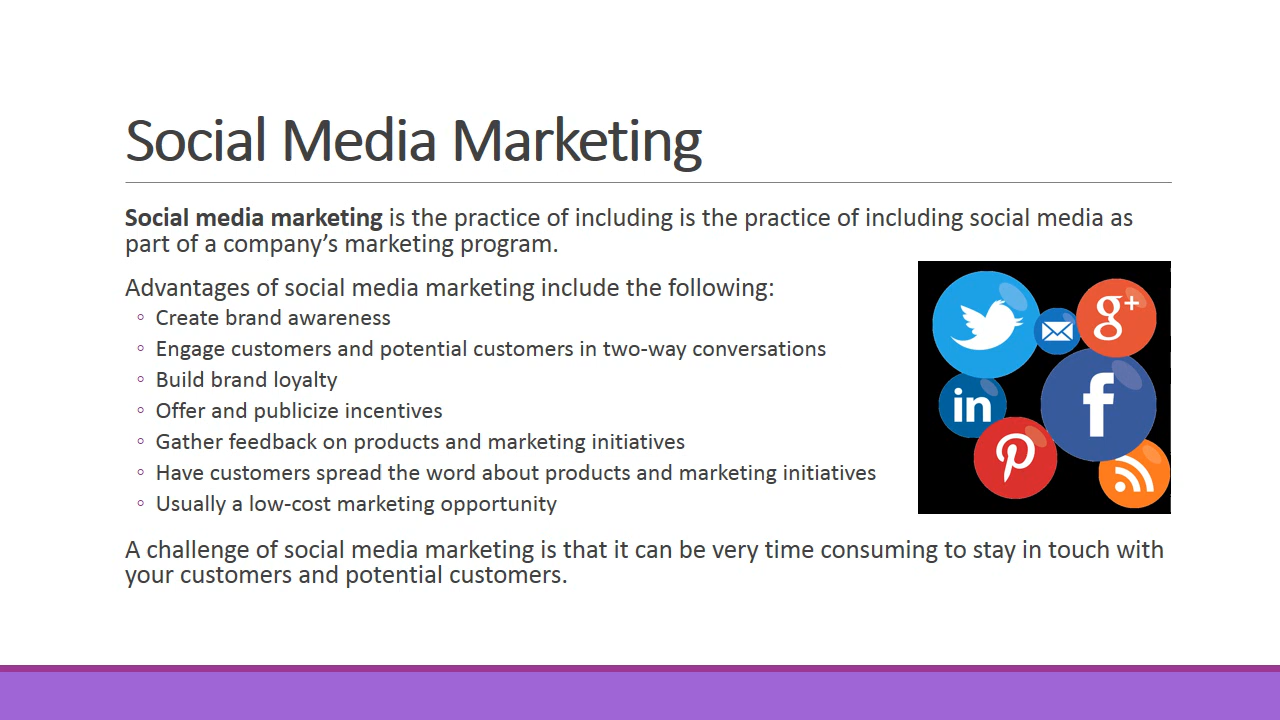 Social Media Marketing
Social media marketing is the practice of including is the practice of including social media as
part of a company’s marketing program.
Advantages of social media marketing include the following:
◦ Create brand awareness
◦ Engage customers and potential customers in two-way conversations
◦ Build brand loyalty
◦ Offer and publicize incentives
◦ Gather feedback on products and marketing initiatives
◦ Have customers spread the word about products and marketing initiatives
◦ Usually a low-cost marketing opportunity
g+
in
f
A challenge of social media marketing is that it can be very time consuming to stay in touch with
your customers and potential customers.